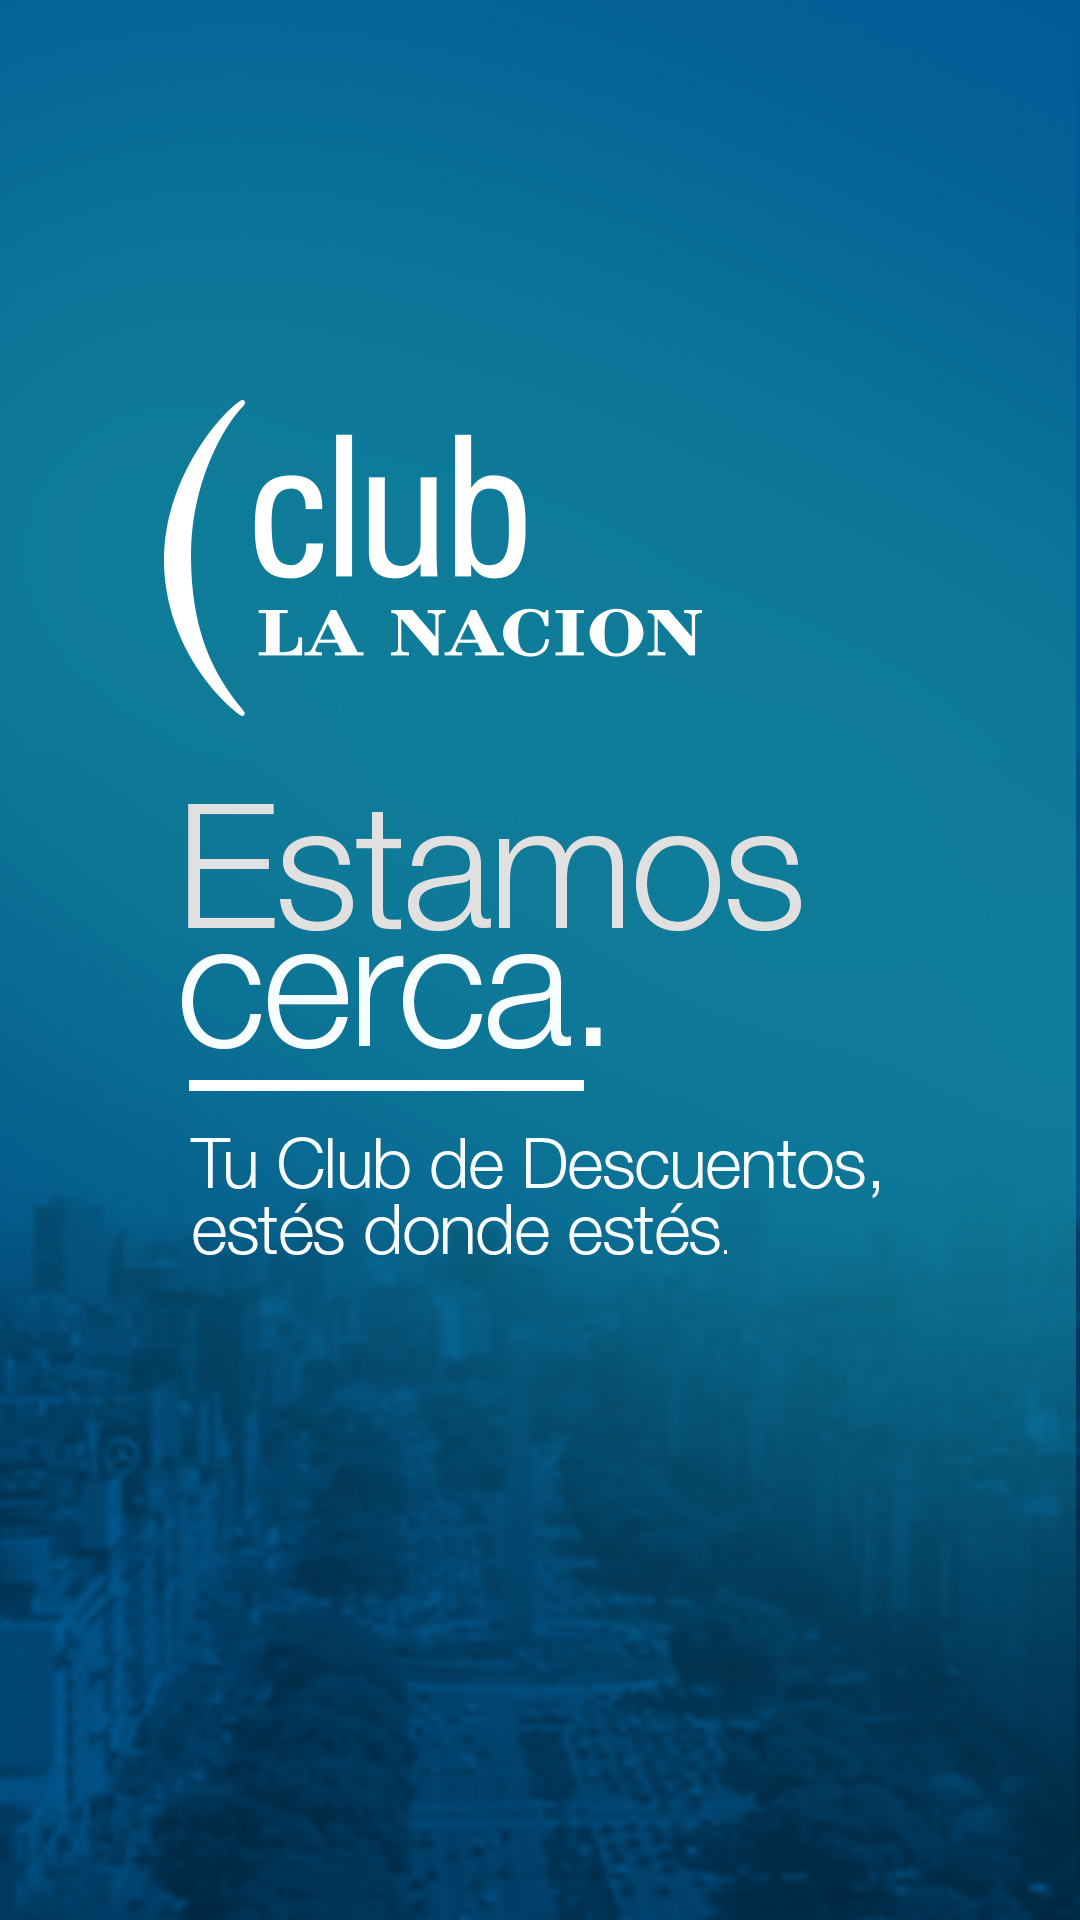 club
LA NACION
Estamos
cerca.
Tu Club de Descuentos,
estés donde estés.